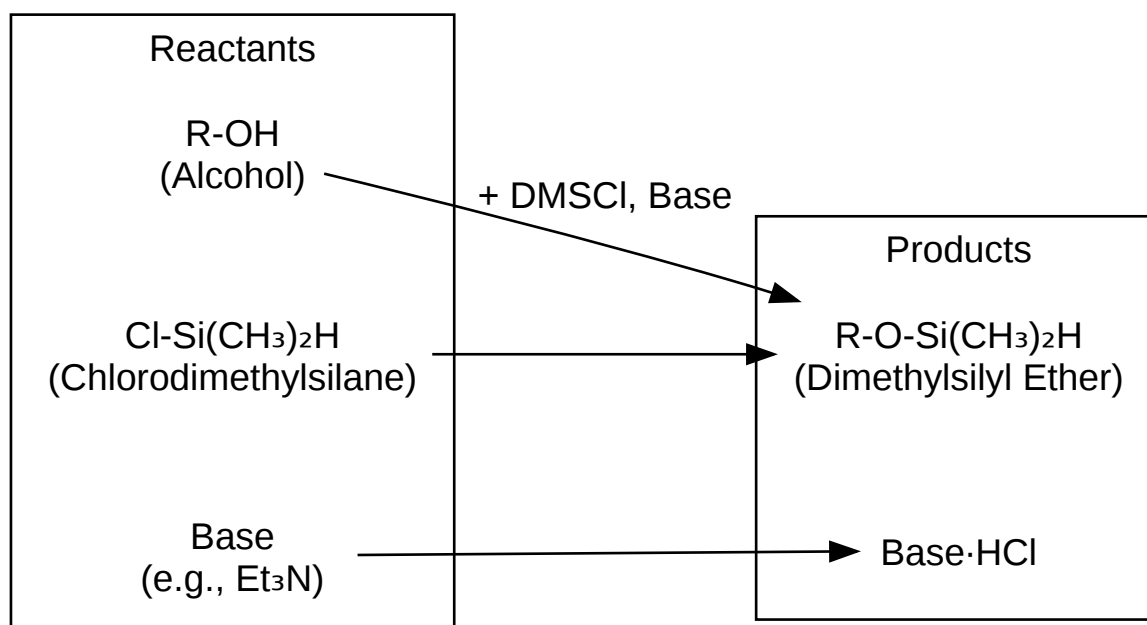 Reactants
R-OH
(Alcohol)
+ DMSCl, Base
Products
Cl-Si(CH₃)₂H
(Chlorodimethylsilane)
R-O-Si(CH₃)₂H
(Dimethylsilyl Ether)
Base
(e.g., Et₃N)
Base·HCl